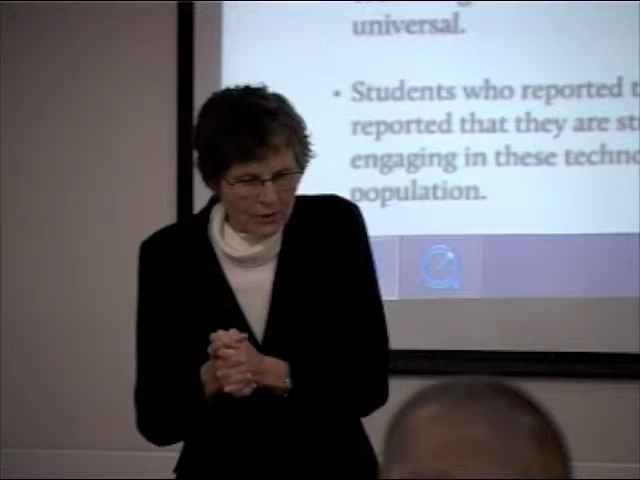 universal.
• Students who reported t
reported that they are st
engaging in these techno
population.